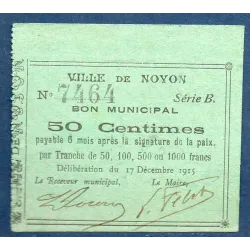 VILLE DE NOYON
No 7464 Série B.
BON MUNICIPAL
50 Centimes
payable 6 mois après la signature de la paix.
par Tranche de 50, 100, 500 ou 1000 francs
Délibération du 17 Décembre 1915
Le Receveur municipal, Le Maire,